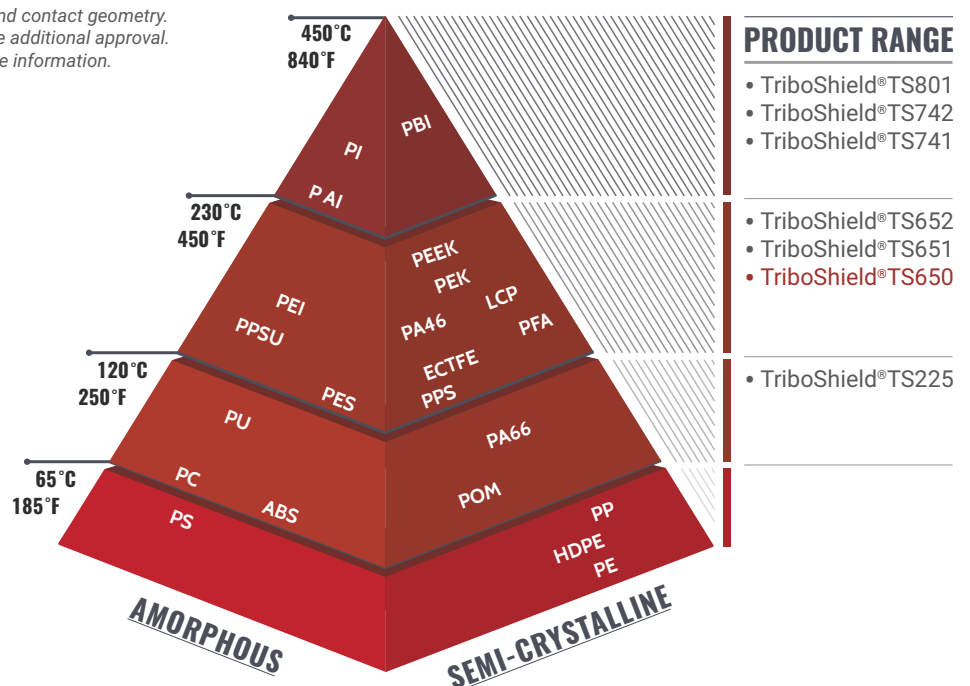 nd contact geometry.
e additional approval.
e information.
450°C
840°F
PRODUCT RANGE
• TriboShield®TS801
• TriboShield®TS742
• TriboShield®TS741
PBI
PI
PAI
230°C
450°F
• TriboShield®TS652
• TriboShield®TS651
• TriboShield®TS650
PEEK
PEK
LCP
PEI
PA46
PFA
PPSU
ECTFE
PPS
PES
120°C
250°F
• TriboShield®TS225
PU
PA66
PC
POM
ABS
65°C
185°F
PS
PP
HDPE
PE
AMORPHOUS
SEMI-CRYSTALLINE